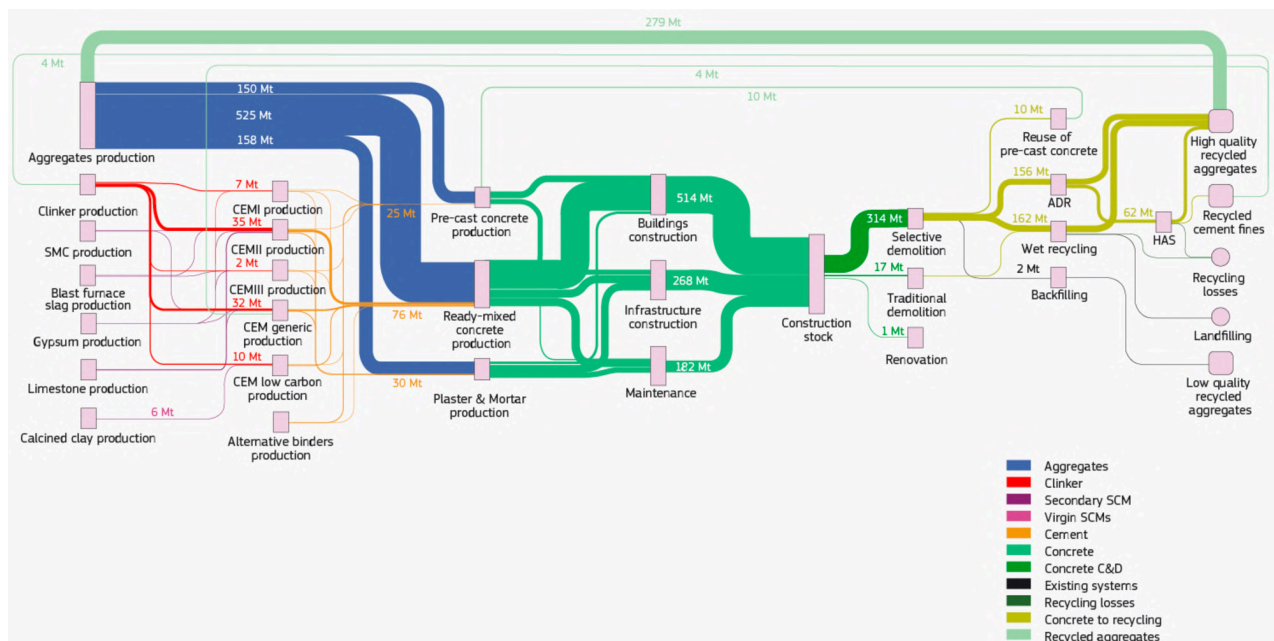 279 Mt
4 Mt
4 Mt
10 Mt
150 Mt
525 Mt
158 Mt
Aggregates production
Clinker production
SMC production
Blast furnace
slag production
Gypsum production
Limestone production
Calcined clay production
6 Mt
7 Mt
CEMI production
35 Mt
CEMII production
2 Mt
CEMIII production
32 Mt
CEM generic
production
10 Mt
CEM low carbon
production
Alternative binders
production
25 Mt
76 Mt
30 Mt
Pre-cast concrete
production
Ready-mixed
concrete
production
Plaster & Mortar
production
514 Mt
Buildings
construction
268 Mt
Infrastructure
construction
182 Mt
Maintenance
Construction
stock
314 Mt
Selective
demolition
17 Mt
Traditional
demolition
1 Mt
Renovation
10 Mt
Reuse of
pre-cast concrete
156 Mt
ADR
162 Mt
Wet recycling
2 Mt
Backfilling
62 Mt
HAS
High quality
recycled
aggregates
Recycled
cement fines
Recycling
losses
Landfilling
Low quality
recycled
aggregates
Aggregates
Clinker
Secondary SCM
Virgin SCMs
Cement
Concrete
Concrete C&D
Existing systems
Recycling losses
Concrete to recycling
Recycled aggregates